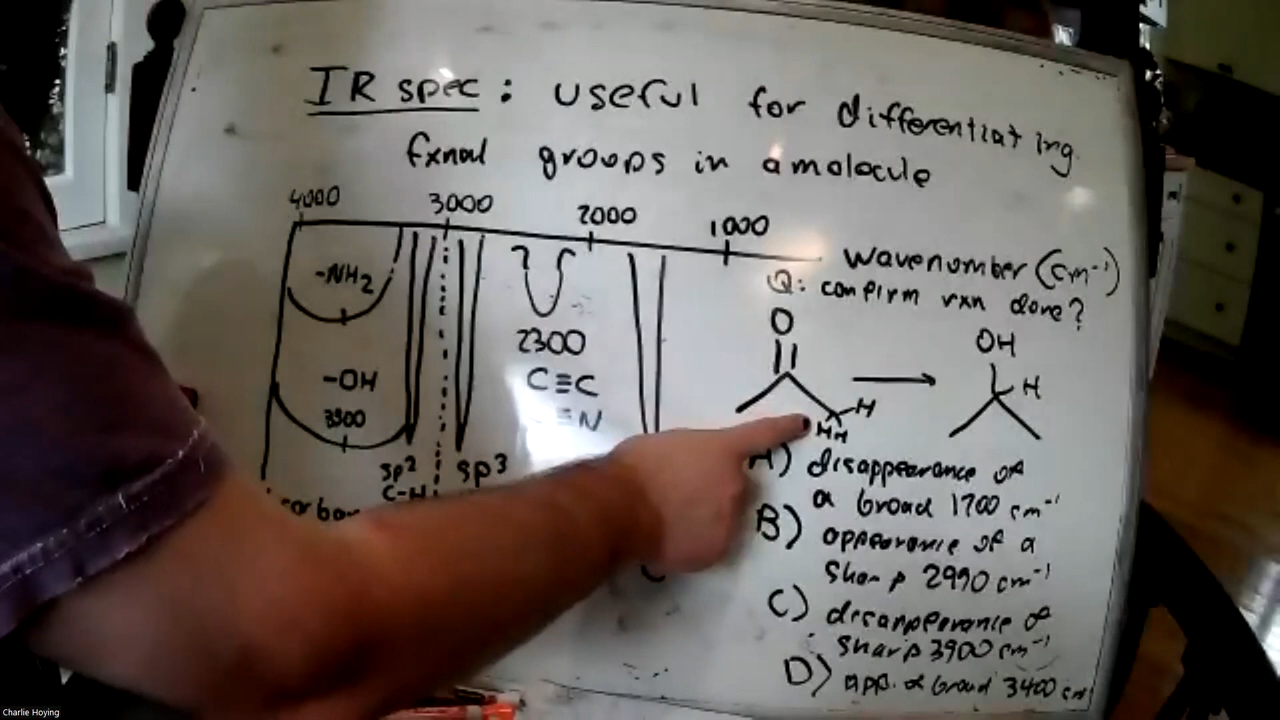 IR spec: useful for differentiating
fxnal groups in a molecule
4000 3000 2000 1000
wavenumber (cm⁻¹)
-NH₂
-OH
3900
sp² sp³
C-H
2300
C≡C
≡N
Q: confirm rxn done?
O
H
H H
OH
H
A) disappearance of
a broad 1700 cm⁻¹
B) appearance of a
sharp 2990 cm⁻¹
C) disappearance of
sharp 3900 cm⁻¹
D) app. of broad 3400 cm
Charlie Hoying